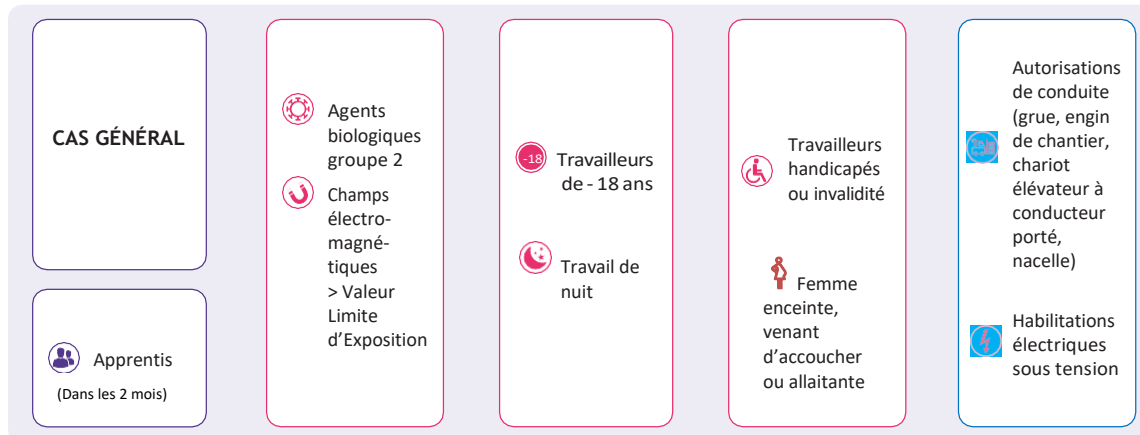 CAS GÉNÉRAL
Apprentis
(Dans les 2 mois)
Agents
biologiques
groupe 2
Champs
électro-
magné-
tiques
> Valeur
Limite
d’Exposition
-18
Travailleurs
de - 18 ans
Travail de
nuit
Travailleurs
handicapés
ou invalidité
Femme
enceinte,
venant
d’accoucher
ou allaitante
Autorisations
de conduite
(grue, engin
de chantier,
chariot
élévateur à
conducteur
porté,
nacelle)
Habilitations
électriques
sous tension